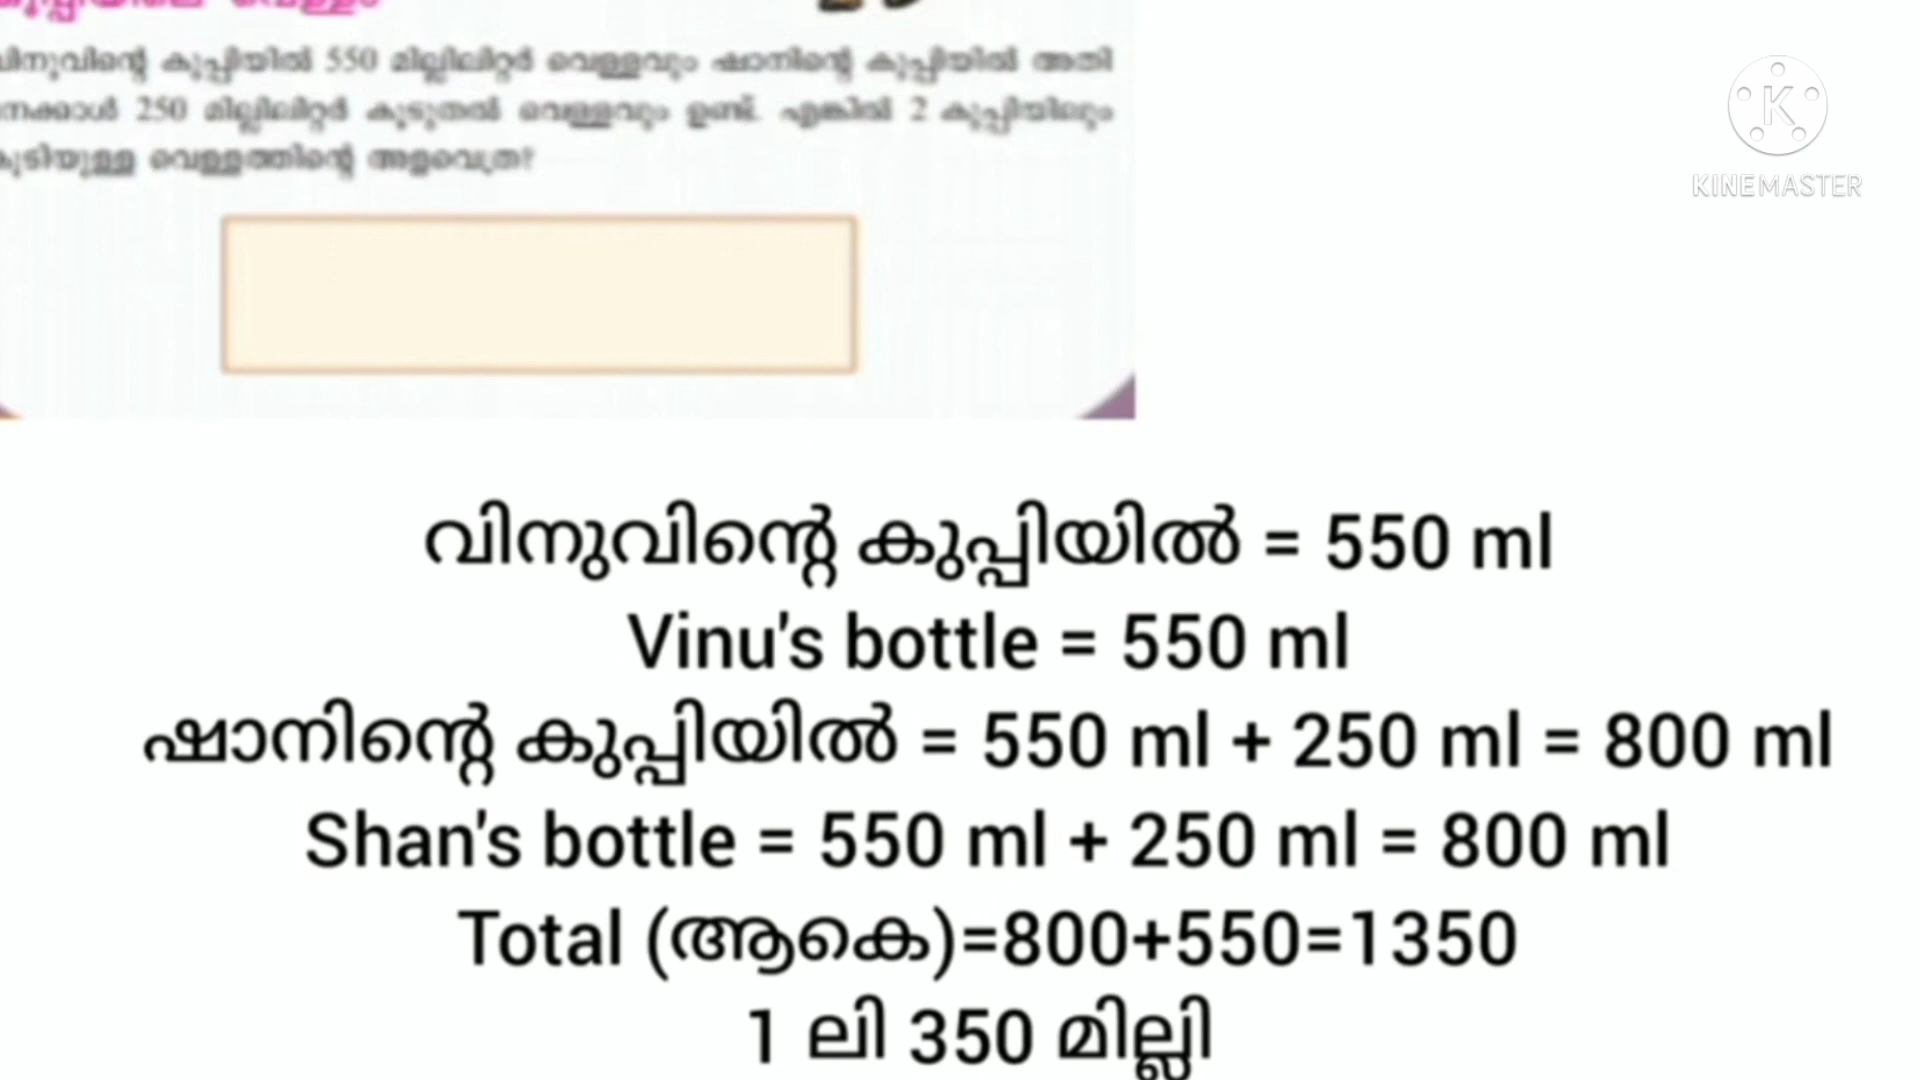 കുപ്പിയിലെ വെള്ളം
വിനുവിന്റെ കുപ്പിയിൽ 550 മില്ലിലിറ്റർ വെള്ളവും ഷാനിന്റെ കുപ്പിയിൽ അതി
നെക്കാൾ 250 മില്ലിലിറ്റർ കൂടുതൽ വെള്ളവും ഉണ്ട്. എങ്കിൽ 2 കുപ്പിയിലും
കൂടിയുള്ള വെള്ളത്തിന്റെ അളവെത്ര?
KINEMASTER
വിനുവിന്റെ കുപ്പിയിൽ = 550 ml
Vinu's bottle = 550 ml
ഷാനിന്റെ കുപ്പിയിൽ = 550 ml + 250 ml = 800 ml
Shan's bottle = 550 ml + 250 ml = 800 ml
Total (ആകെ)=800+550=1350
1 ലി 350 മില്ലി